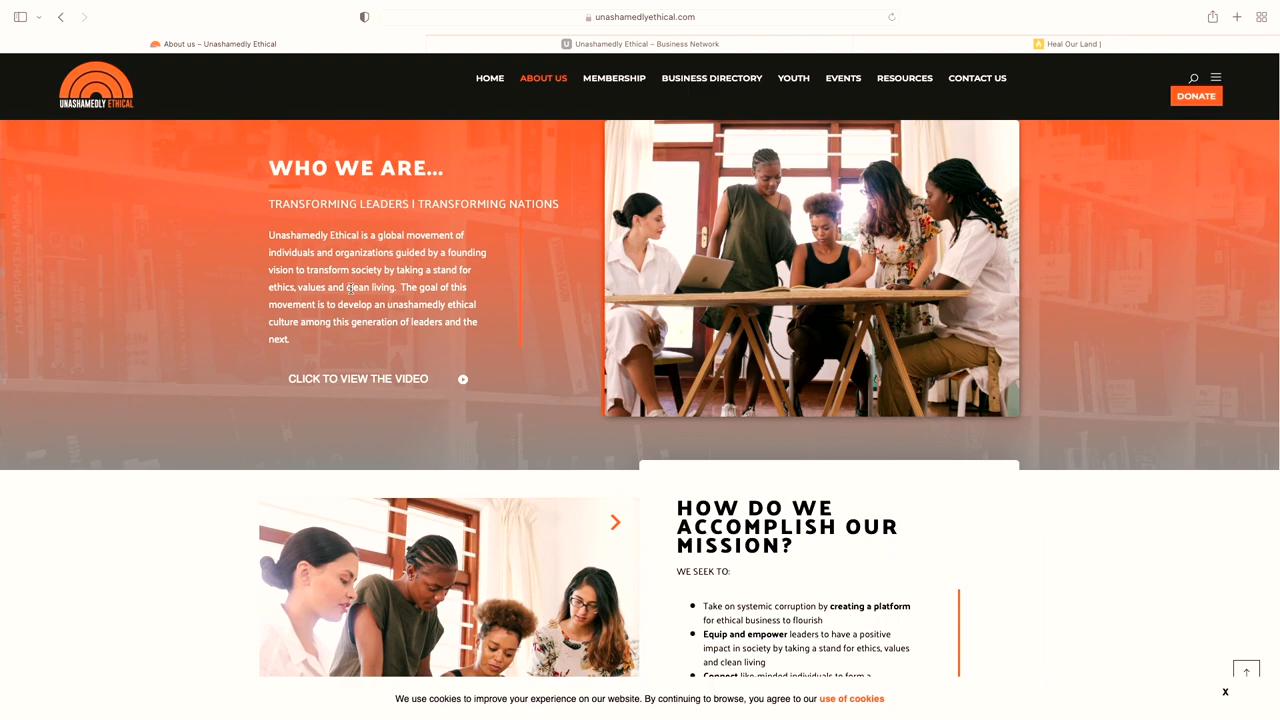 unashamedlyethical.com
About us – Unashamedly Ethical
Unashamedly Ethical – Business Network
Heal Our Land |
UNASHAMEDLY ETHICAL
HOME ABOUT US MEMBERSHIP BUSINESS DIRECTORY YOUTH EVENTS RESOURCES CONTACT US
DONATE
WHO WE ARE...
TRANSFORMING LEADERS I TRANSFORMING NATIONS
Unashamedly Ethical is a global movement of
individuals and organizations guided by a founding
vision to transform society by taking a stand for
ethics, values and clean living. The goal of this
movement is to develop an unashamedly ethical
culture among this generation of leaders and the
next.
CLICK TO VIEW THE VIDEO
HOW DO WE
ACCOMPLISH OUR
MISSION?
WE SEEK TO:
Take on systemic corruption by creating a platform
for ethical business to flourish
Equip and empower leaders to have a positive
impact in society by taking a stand for ethics, values
and clean living
Connect like-minded individuals to form a
We use cookies to improve your experience on our website. By continuing to browse, you agree to our use of cookies
X